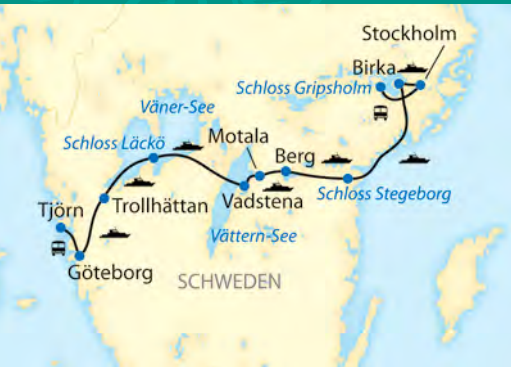 Stockholm
Birka
Schloss Gripsholm
Väner-See
Schloss Läckö
Motala
Berg
Schloss Stegeborg
Trollhättan
Vadstena
Tjörn
Vättern-See
Göteborg
SCHWEDEN